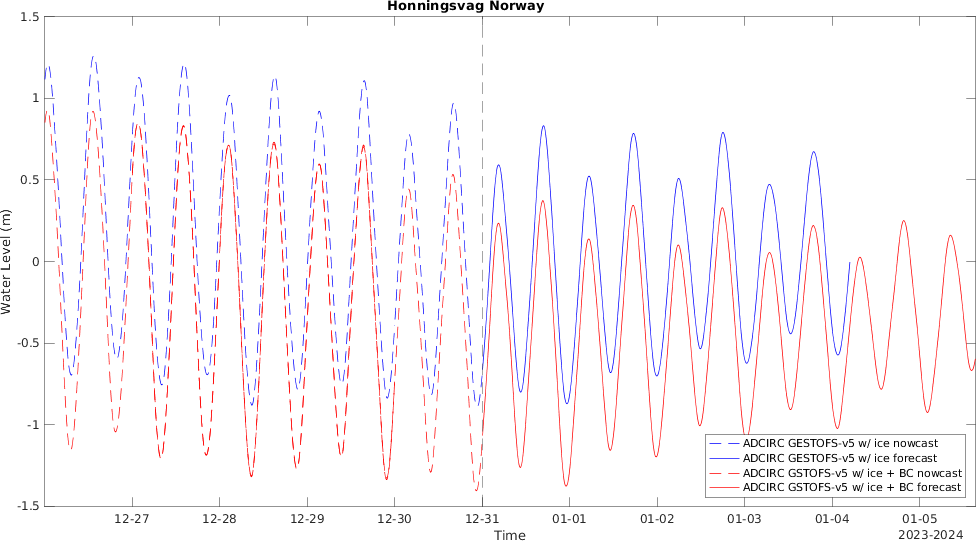 Honningsvag Norway
1.5
1
0.5
0
-0.5
-1
-1.5
Water Level (m)
12-27 12-28 12-29 12-30 12-31 01-01 01-02 01-03 01-04 01-05
Time
2023-2024
ADCIRC GESTOFS-v5 w/ ice nowcast
ADCIRC GESTOFS-v5 w/ ice forecast
ADCIRC GSTOFS-v5 w/ ice + BC nowcast
ADCIRC GSTOFS-v5 w/ ice + BC forecast